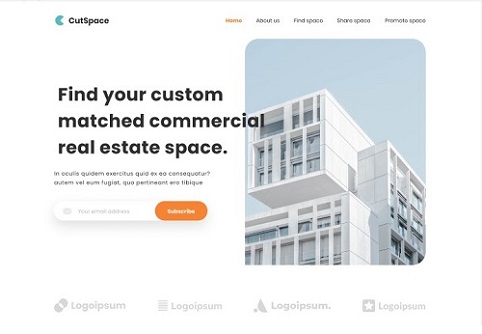 CutSpace
Home About us Find space Share space Promote space
Find your custom
matched commercial
real estate space.
In oculis quidem exercitus quid ex ea consequatur?
autem vel eum fugiat, quo pertineant ero tibique
Your email address
Subscribe
Logoipsum Logoipsum Logoipsum. Logoipsum